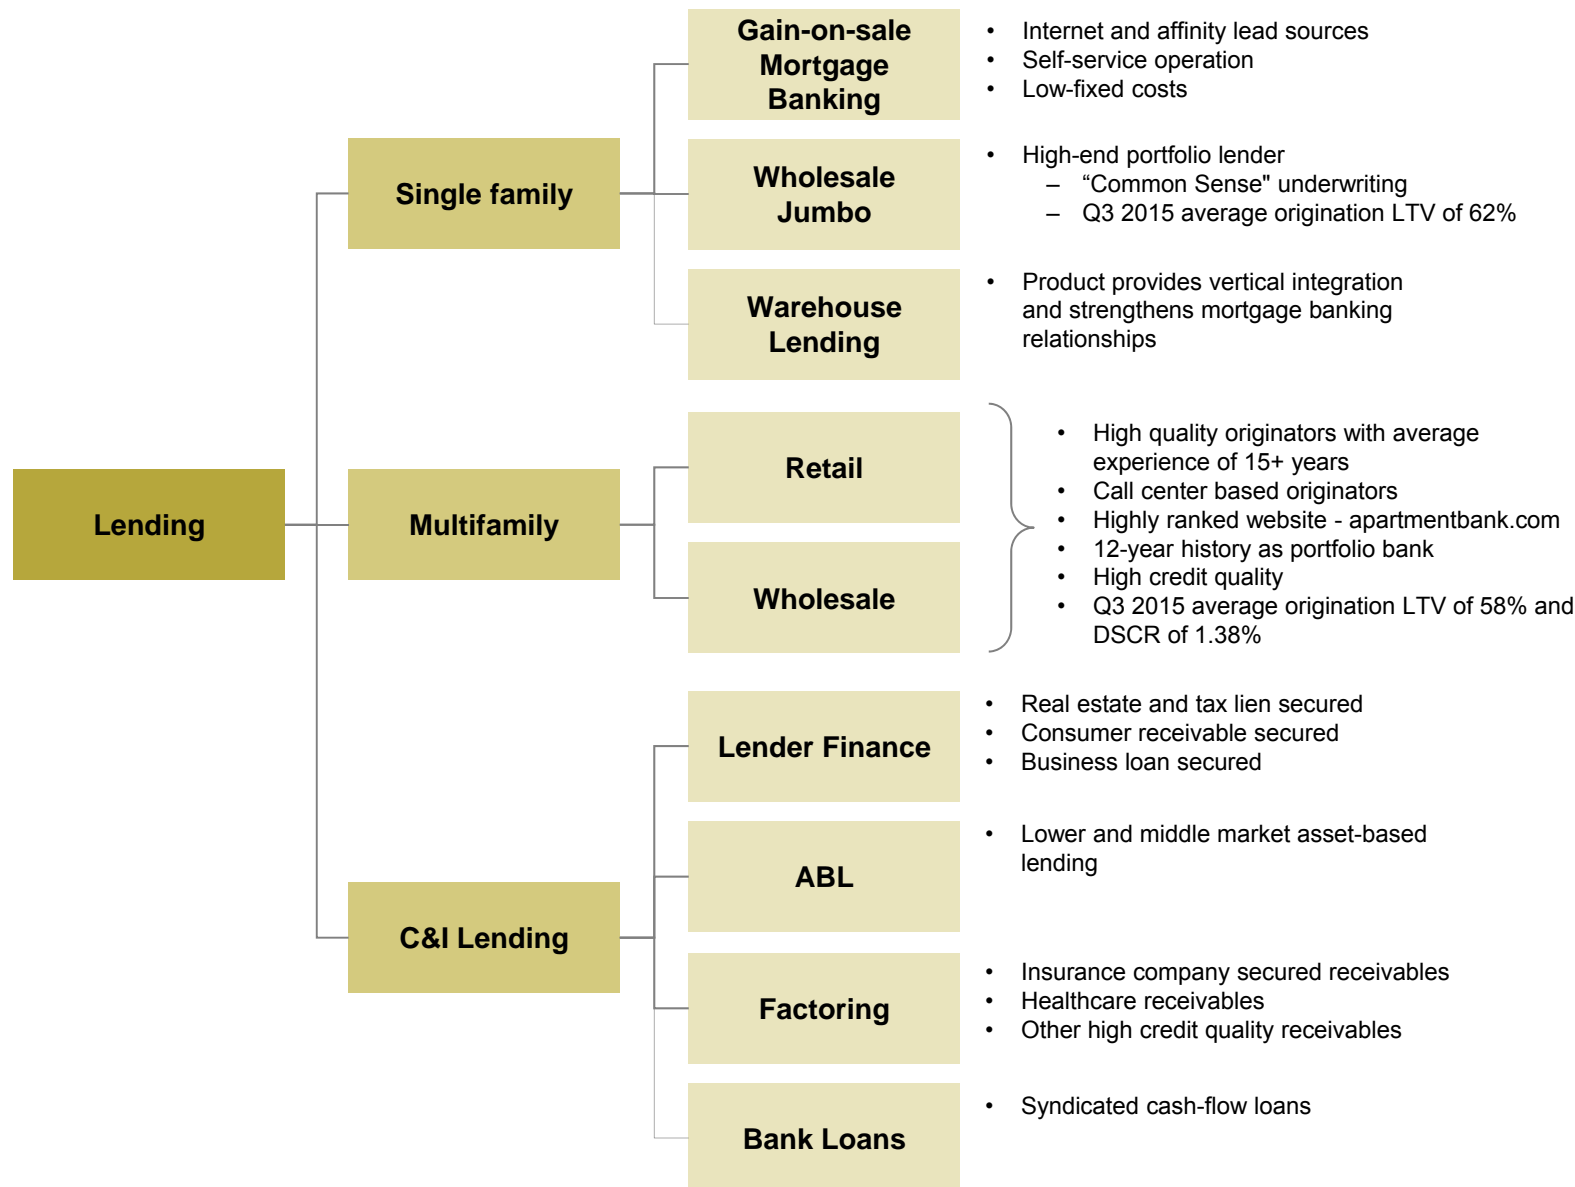 Gain-on-sale
Mortgage
Banking
• Internet and affinity lead sources
• Self-service operation
• Low-fixed costs
Single family
Wholesale
Jumbo
• High-end portfolio lender
– “Common Sense" underwriting
– Q3 2015 average origination LTV of 62%
Warehouse
Lending
• Product provides vertical integration
and strengthens mortgage banking
relationships
Lending
Multifamily
Retail
Wholesale
• High quality originators with average
experience of 15+ years
• Call center based originators
• Highly ranked website - apartmentbank.com
• 12-year history as portfolio bank
• High credit quality
• Q3 2015 average origination LTV of 58% and
DSCR of 1.38%
C&I Lending
Lender Finance
• Real estate and tax lien secured
• Consumer receivable secured
• Business loan secured
ABL
• Lower and middle market asset-based
lending
Factoring
• Insurance company secured receivables
• Healthcare receivables
• Other high credit quality receivables
Bank Loans
• Syndicated cash-flow loans